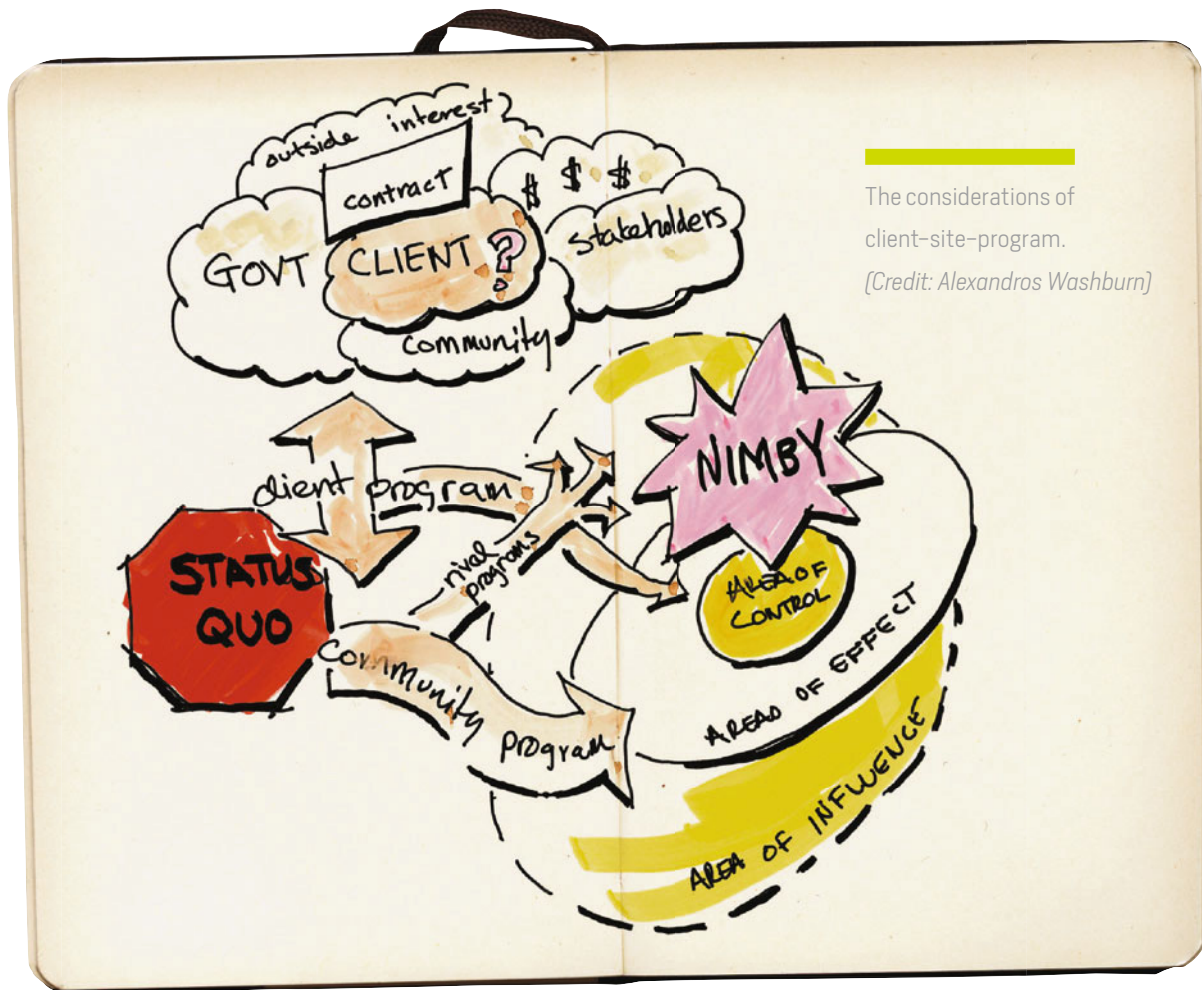 outside interest?
contract
$ $ $
GOVT
CLIENT ?
stakeholders
community
The considerations of
client–site–program.
(Credit: Alexandros Washburn)
NIMBY
client program
rival
programs
STATUS
QUO
AREA OF
CONTROL
community program
AREA OF EFFECT
AREA OF INFLUENCE